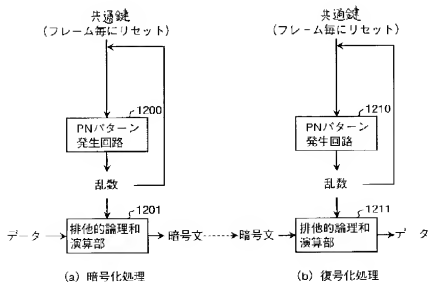 共通鍵
(フレーム毎にリセット)
1200
PNパターン
発生回路
乱数
1201
データ
排他的論理和
演算部
暗号文
(a) 暗号化処理
共通鍵
(フレーム毎にリセット)
1210
PNパターン
発生回路
乱数
1211
暗号文
排他的論理和
演算部
データ
(b) 復号化処理